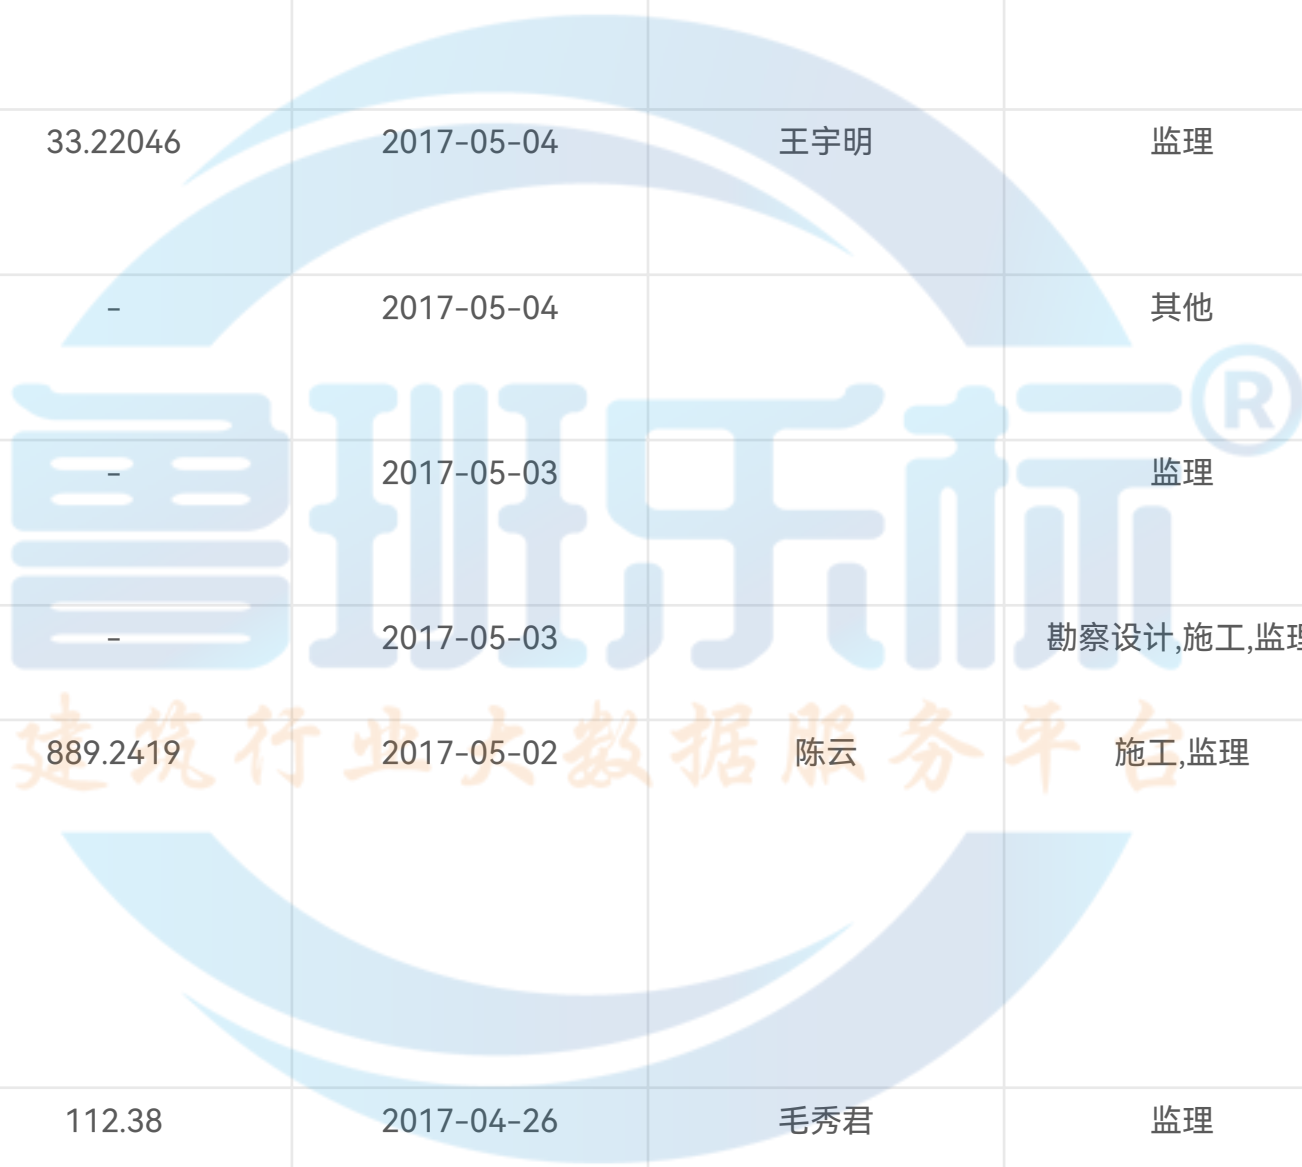 33.22046 2017-05-04 王宇明 监理
- 2017-05-04 其他
鲁班乐标®
- 2017-05-03 监理
- 2017-05-03 勘察设计,施工,监理
建筑行业大数据服务平台
889.2419 2017-05-02 陈云 施工,监理
112.38 2017-04-26 毛秀君 监理